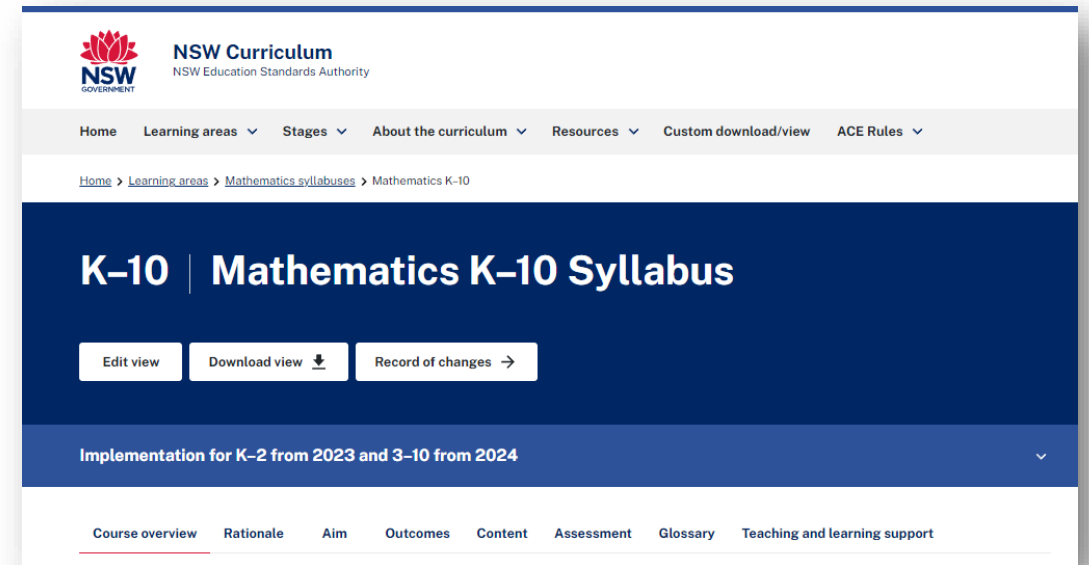 NSW
GOVERNMENT
NSW Curriculum
NSW Education Standards Authority
Home Learning areas Stages About the curriculum Resources Custom download/view ACE Rules
Home > Learning areas > Mathematics syllabuses > Mathematics K–10
K–10 | Mathematics K–10 Syllabus
Edit view Download view Record of changes →
Implementation for K–2 from 2023 and 3–10 from 2024
Course overview Rationale Aim Outcomes Content Assessment Glossary Teaching and learning support